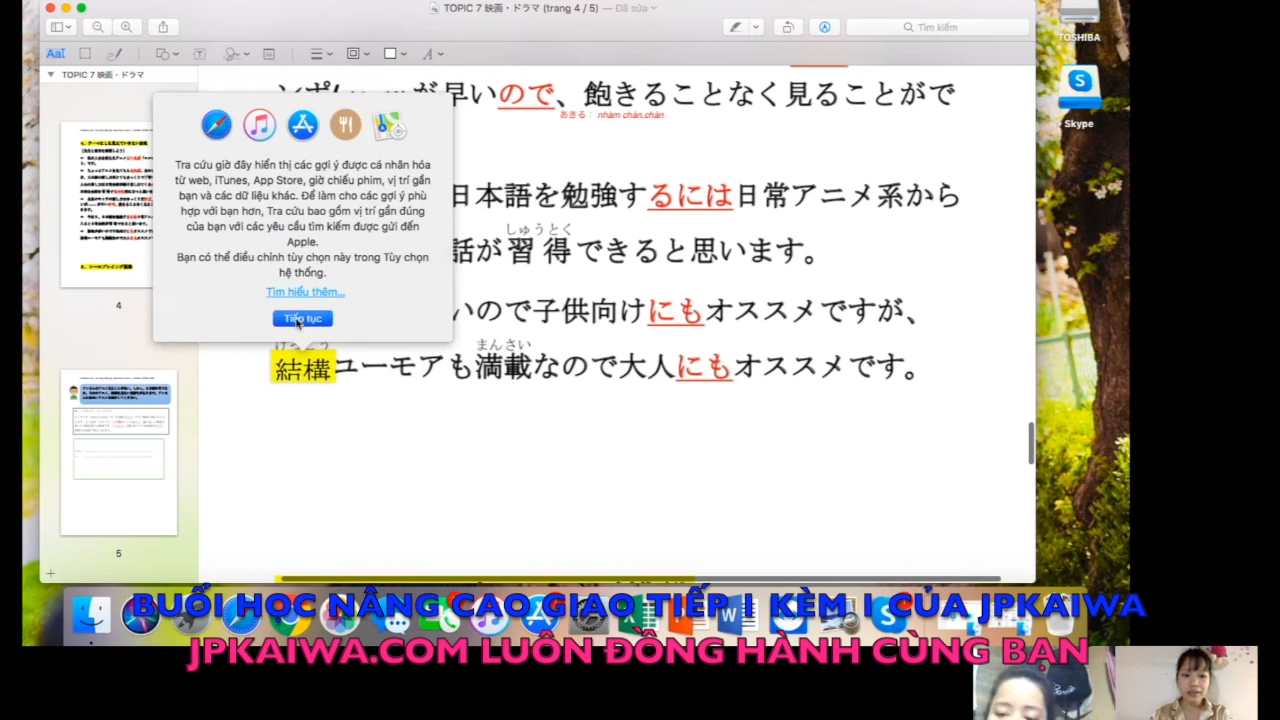 TOPIC 7 映画・ドラマ (trang 4 / 5) — Đã sửa
Tìm kiếm
TOSHIBA
AaI
TOPIC 7 映画・ドラマ
が早いので、飽きることなく見ることがで
あきる： nhàm chán,chán
日本語を勉強するには日常アニメ系から
しゅうとく
話が習得できると思います。
いので子供向けにもオススメですが、
まんさい
結構ユーモアも満載なので大人にもオススメです。
Tra cứu giờ đây hiển thị các gợi ý được cá nhân hóa
từ web, iTunes, App Store, giờ chiếu phim, vị trí gần
bạn và các dữ liệu khác. Để làm cho các gợi ý phù
hợp với bạn hơn, Tra cứu bao gồm vị trí gần đúng
của bạn với các yêu cầu tìm kiếm được gửi đến
Apple.
Bạn có thể điều chỉnh tùy chọn này trong Tùy chọn
hệ thống.
Tìm hiểu thêm...
Tiếp tục
4
5
Skype
BUỔI HỌC NÂNG CAO GIAO TIẾP 1 KÈM 1 CỦA JPKAIWA
JPKAIWA.COM LUÔN ĐỒNG HÀNH CÙNG BẠN